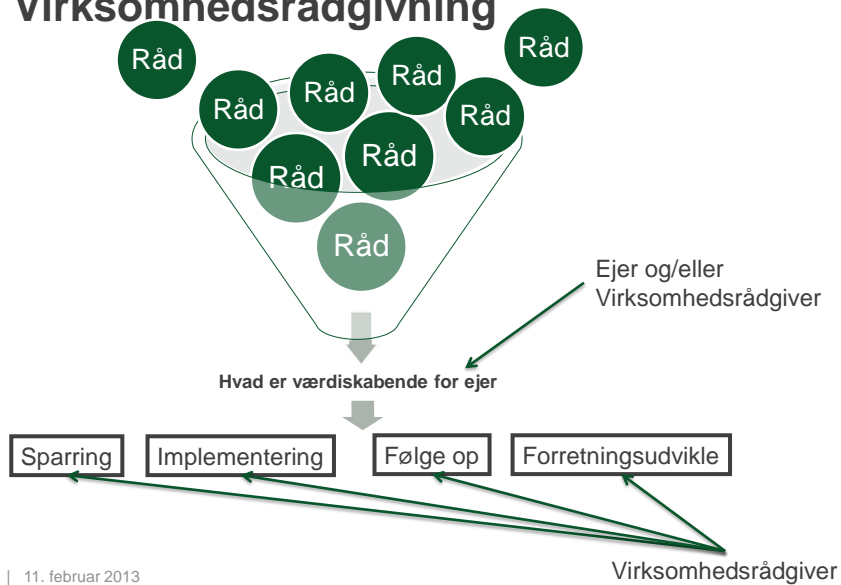 Virksomhedsrådgivning
Råd
Råd
Råd
Råd
Råd
Råd
Råd
Råd
Råd
Ejer og/eller
Virksomhedsrådgiver
Hvad er værdiskabende for ejer
Sparring
Implementering
Følge op
Forretningsudvikle
| 11. februar 2013
Virksomhedsrådgiver